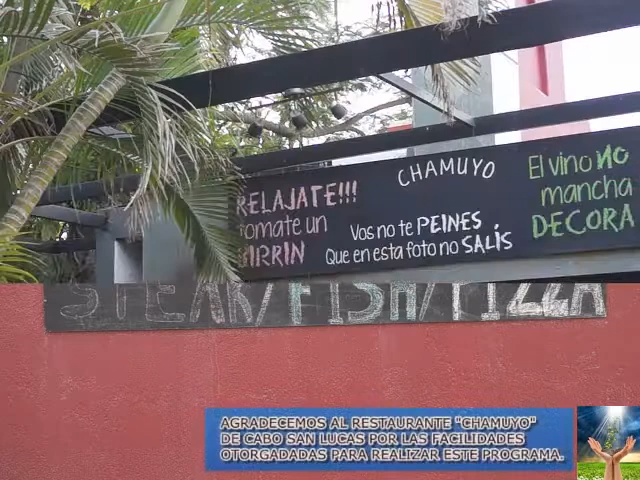 RELAJATE!!!
tomate un
BIRRIN
CHAMUYO
Vos no te PEINES
Que en esta foto no SALÍS
El vino NO
mancha
DECORA
STEAK/FISH/PIZZA
AGRADECEMOS AL RESTAURANTE "CHAMUYO"
DE CABO SAN LUCAS POR LAS FACILIDADES
OTORGADADAS PARA REALIZAR ESTE PROGRAMA.